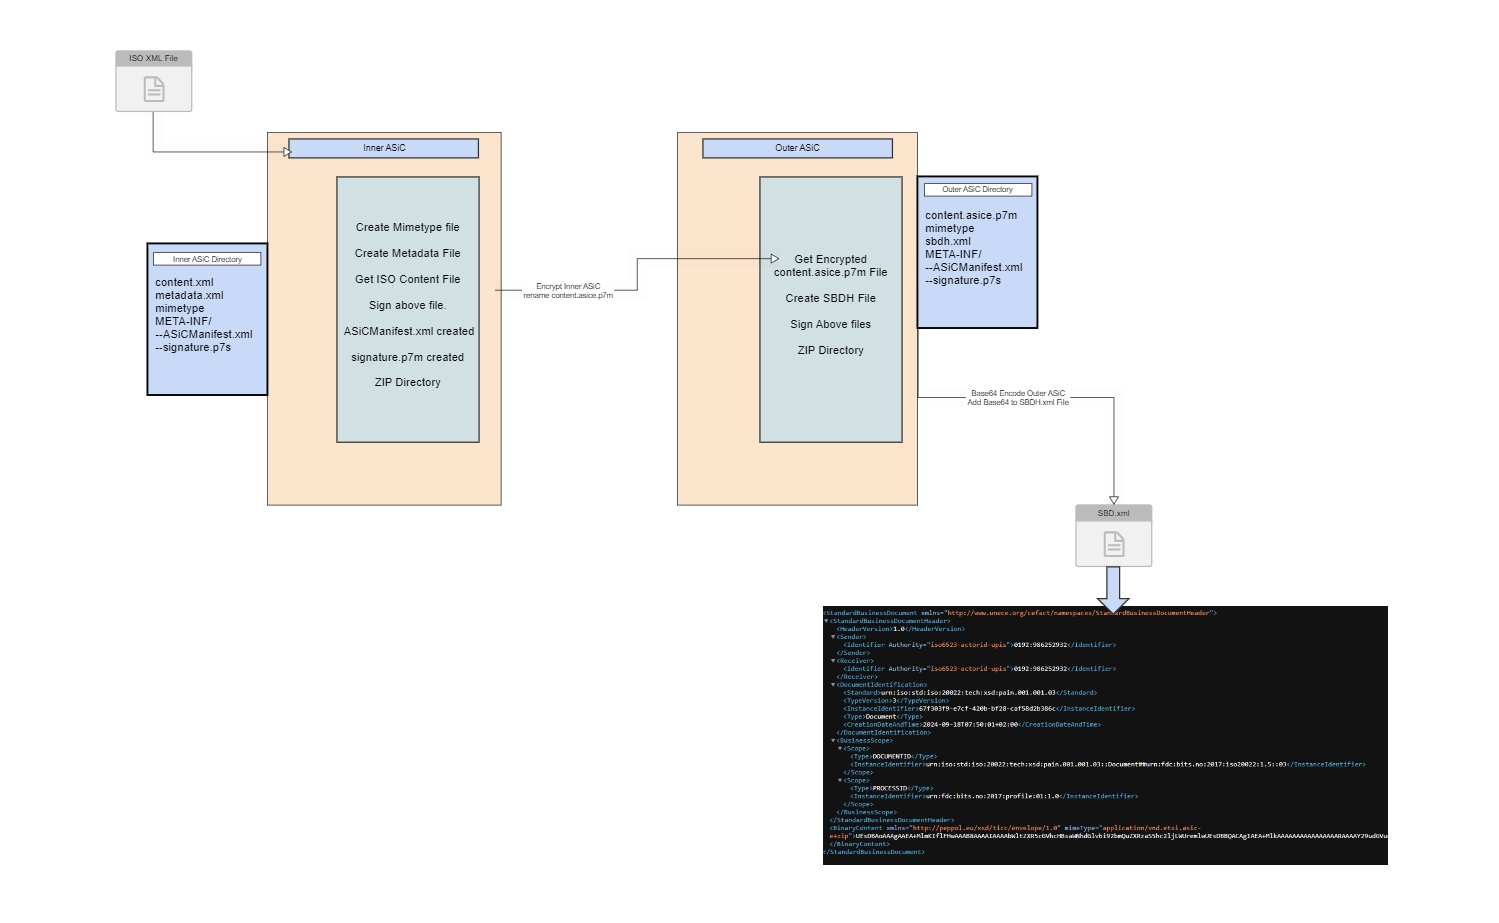 ISO XML File
Inner ASiC
Create Mimetype file
Create Metadata File
Get ISO Content File
Sign above file.
ASiCManifest.xml created
signature.p7m created
ZIP Directory
Inner ASiC Directory
content.xml
metadata.xml
mimetype
META-INF/
--ASiCManifest.xml
--signature.p7s
Encrypt Inner ASiC
rename content.asice.p7m
Outer ASiC
Get Encrypted
content.asice.p7m File
Create SBDH File
Sign Above files
ZIP Directory
Outer ASiC Directory
content.asice.p7m
mimetype
sbdh.xml
META-INF/
--ASiCManifest.xml
--signature.p7s
Base64 Encode Outer ASiC
Add Base64 to SBDH.xml File
SBD.xml
<StandardBusinessDocument xmlns="http://www.unece.org/cefact/namespaces/StandardBusinessDocumentHeader">
▼<StandardBusinessDocumentHeader>
<HeaderVersion>1.0</HeaderVersion>
▼<Sender>
<Identifier Authority="iso6523-actorid-upis">0192:986252932</Identifier>
</Sender>
▼<Receiver>
<Identifier Authority="iso6523-actorid-upis">0192:986252932</Identifier>
</Receiver>
▼<DocumentIdentification>
<Standard>urn:iso:std:iso:20022:tech:xsd:pain.001.001.03</Standard>
<TypeVersion>3</TypeVersion>
<InstanceIdentifier>67f303f9-e7cf-420b-bf28-caf58d2b386c</InstanceIdentifier>
<Type>Document</Type>
<CreationDateAndTime>2024-09-18T07:50:01+02:00</CreationDateAndTime>
</DocumentIdentification>
▼<BusinessScope>
▼<Scope>
<Type>DOCUMENTID</Type>
<InstanceIdentifier>urn:iso:std:iso:20022:tech:xsd:pain.001.001.03::Document##urn:fdc:bits.no:2017:iso20022:1.5::03</InstanceIdentifier>
</Scope>
▼<Scope>
<Type>PROCESSID</Type>
<InstanceIdentifier>urn:fdc:bits.no:2017:profile:01:1.0</InstanceIdentifier>
</Scope>
</BusinessScope>
</StandardBusinessDocumentHeader>
<BinaryContent xmlns="http://peppol.eu/xsd/ticc/envelope/1.0" mimeType="application/vnd.etsi.asic-
e+zip">
</BinaryContent>
</StandardBusinessDocument>